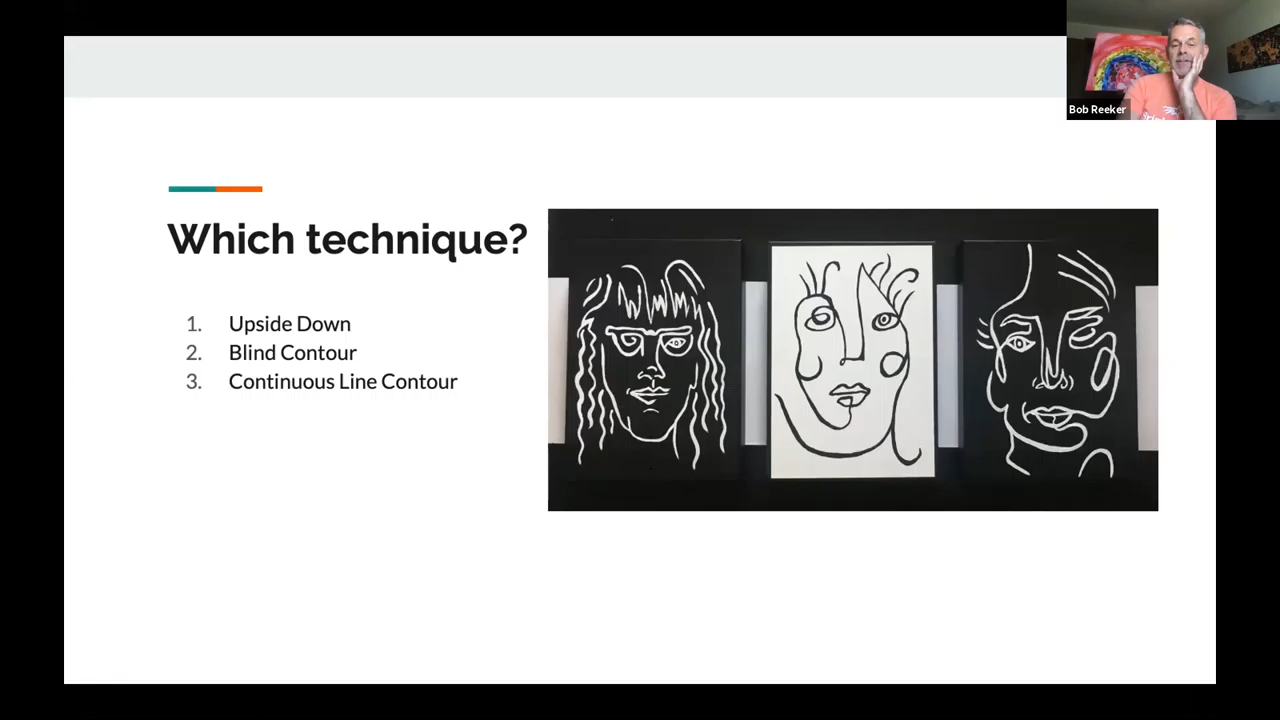 Bob Reeker
Which technique?
1. Upside Down
2. Blind Contour
3. Continuous Line Contour